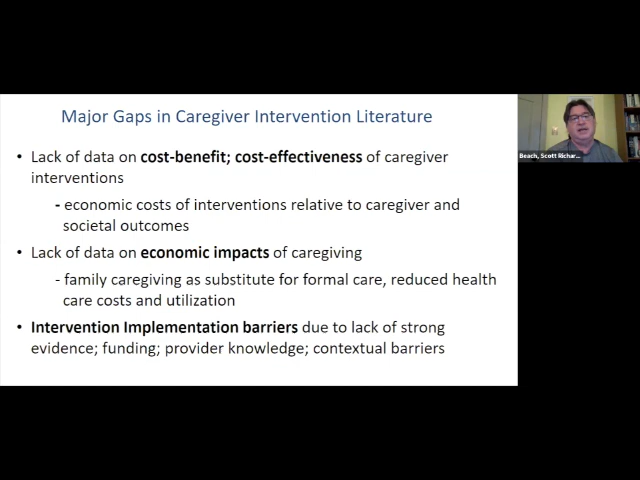 Major Gaps in Caregiver Intervention Literature
• Lack of data on cost-benefit; cost-effectiveness of caregiver
interventions
- economic costs of interventions relative to caregiver and
societal outcomes
• Lack of data on economic impacts of caregiving
- family caregiving as substitute for formal care, reduced health
care costs and utilization
• Intervention Implementation barriers due to lack of strong
evidence; funding; provider knowledge; contextual barriers
Beach, Scott Richar...